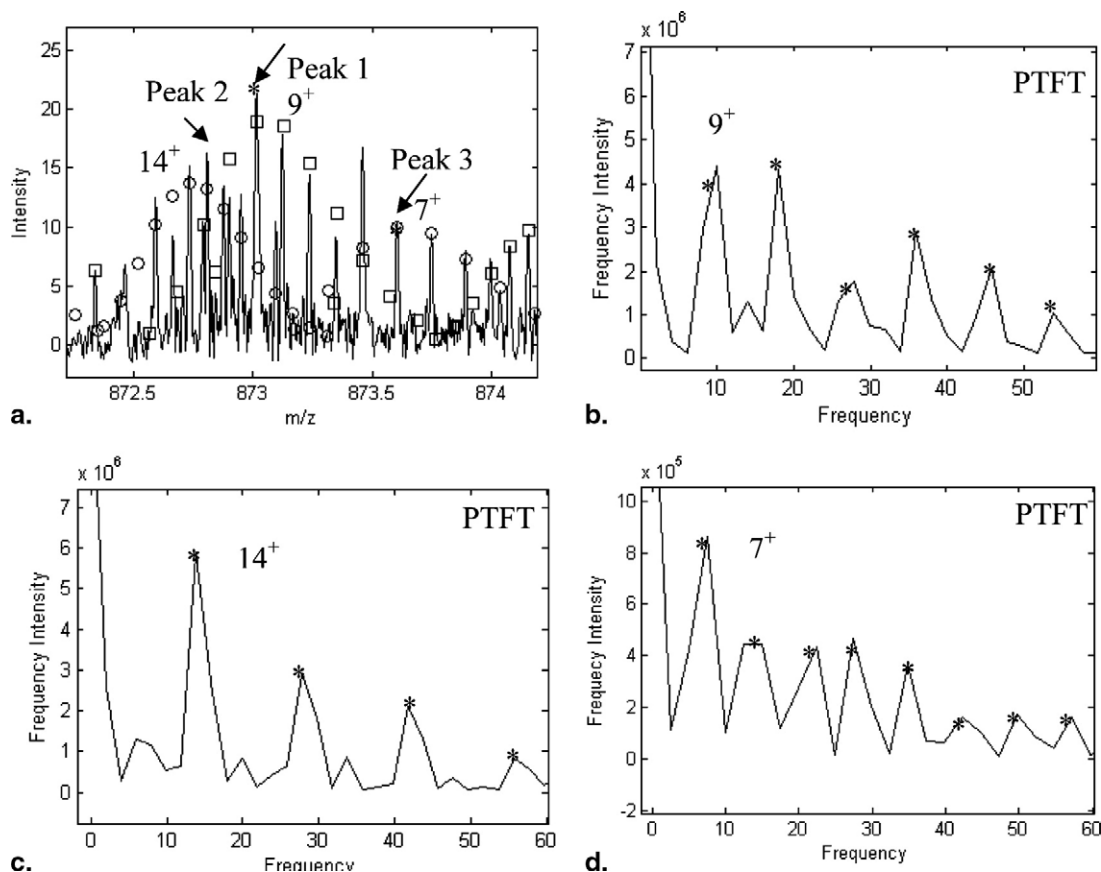 25
20
15
10
5
0
Intensity
Peak 1
Peak 2
9+
14+
Peak 3
7+
872.5
873
873.5
874
m/z
a.
x 10^6
7
6
5
4
3
2
1
0
Frequency Intensity
PTFT
9+
10
20
30
40
50
Frequency
b.
x 10^6
7
6
5
4
3
2
1
0
Frequency Intensity
PTFT
14+
0
10
20
30
40
50
60
Frequency
c.
x 10^5
10
8
6
4
2
0
-2
Frequecy Intensity
PTFT
7+
0
10
20
30
40
50
60
Frequency
d.